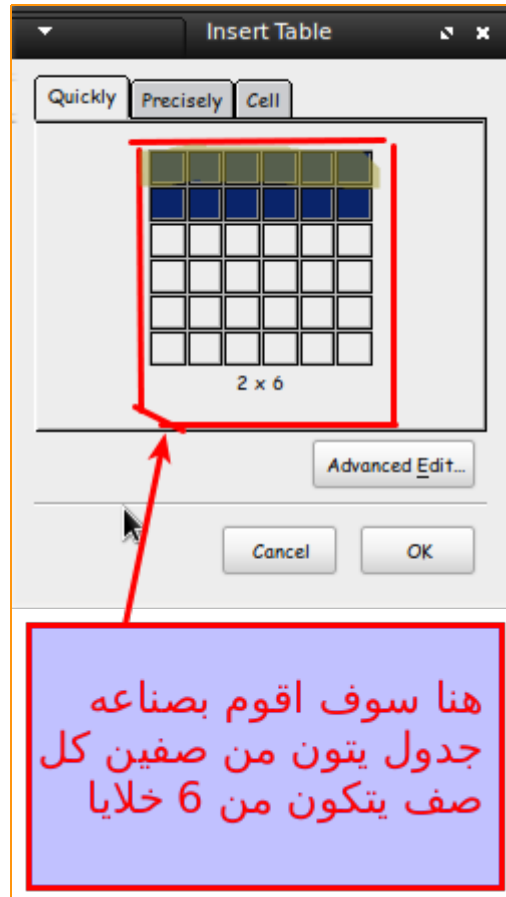 Insert Table
Quickly Precisely Cell
2 x 6
Advanced Edit...
Cancel OK
هنا سوف اقوم بصناعه
جدول يتون من صفين كل
صف يتكون من 6 خلايا